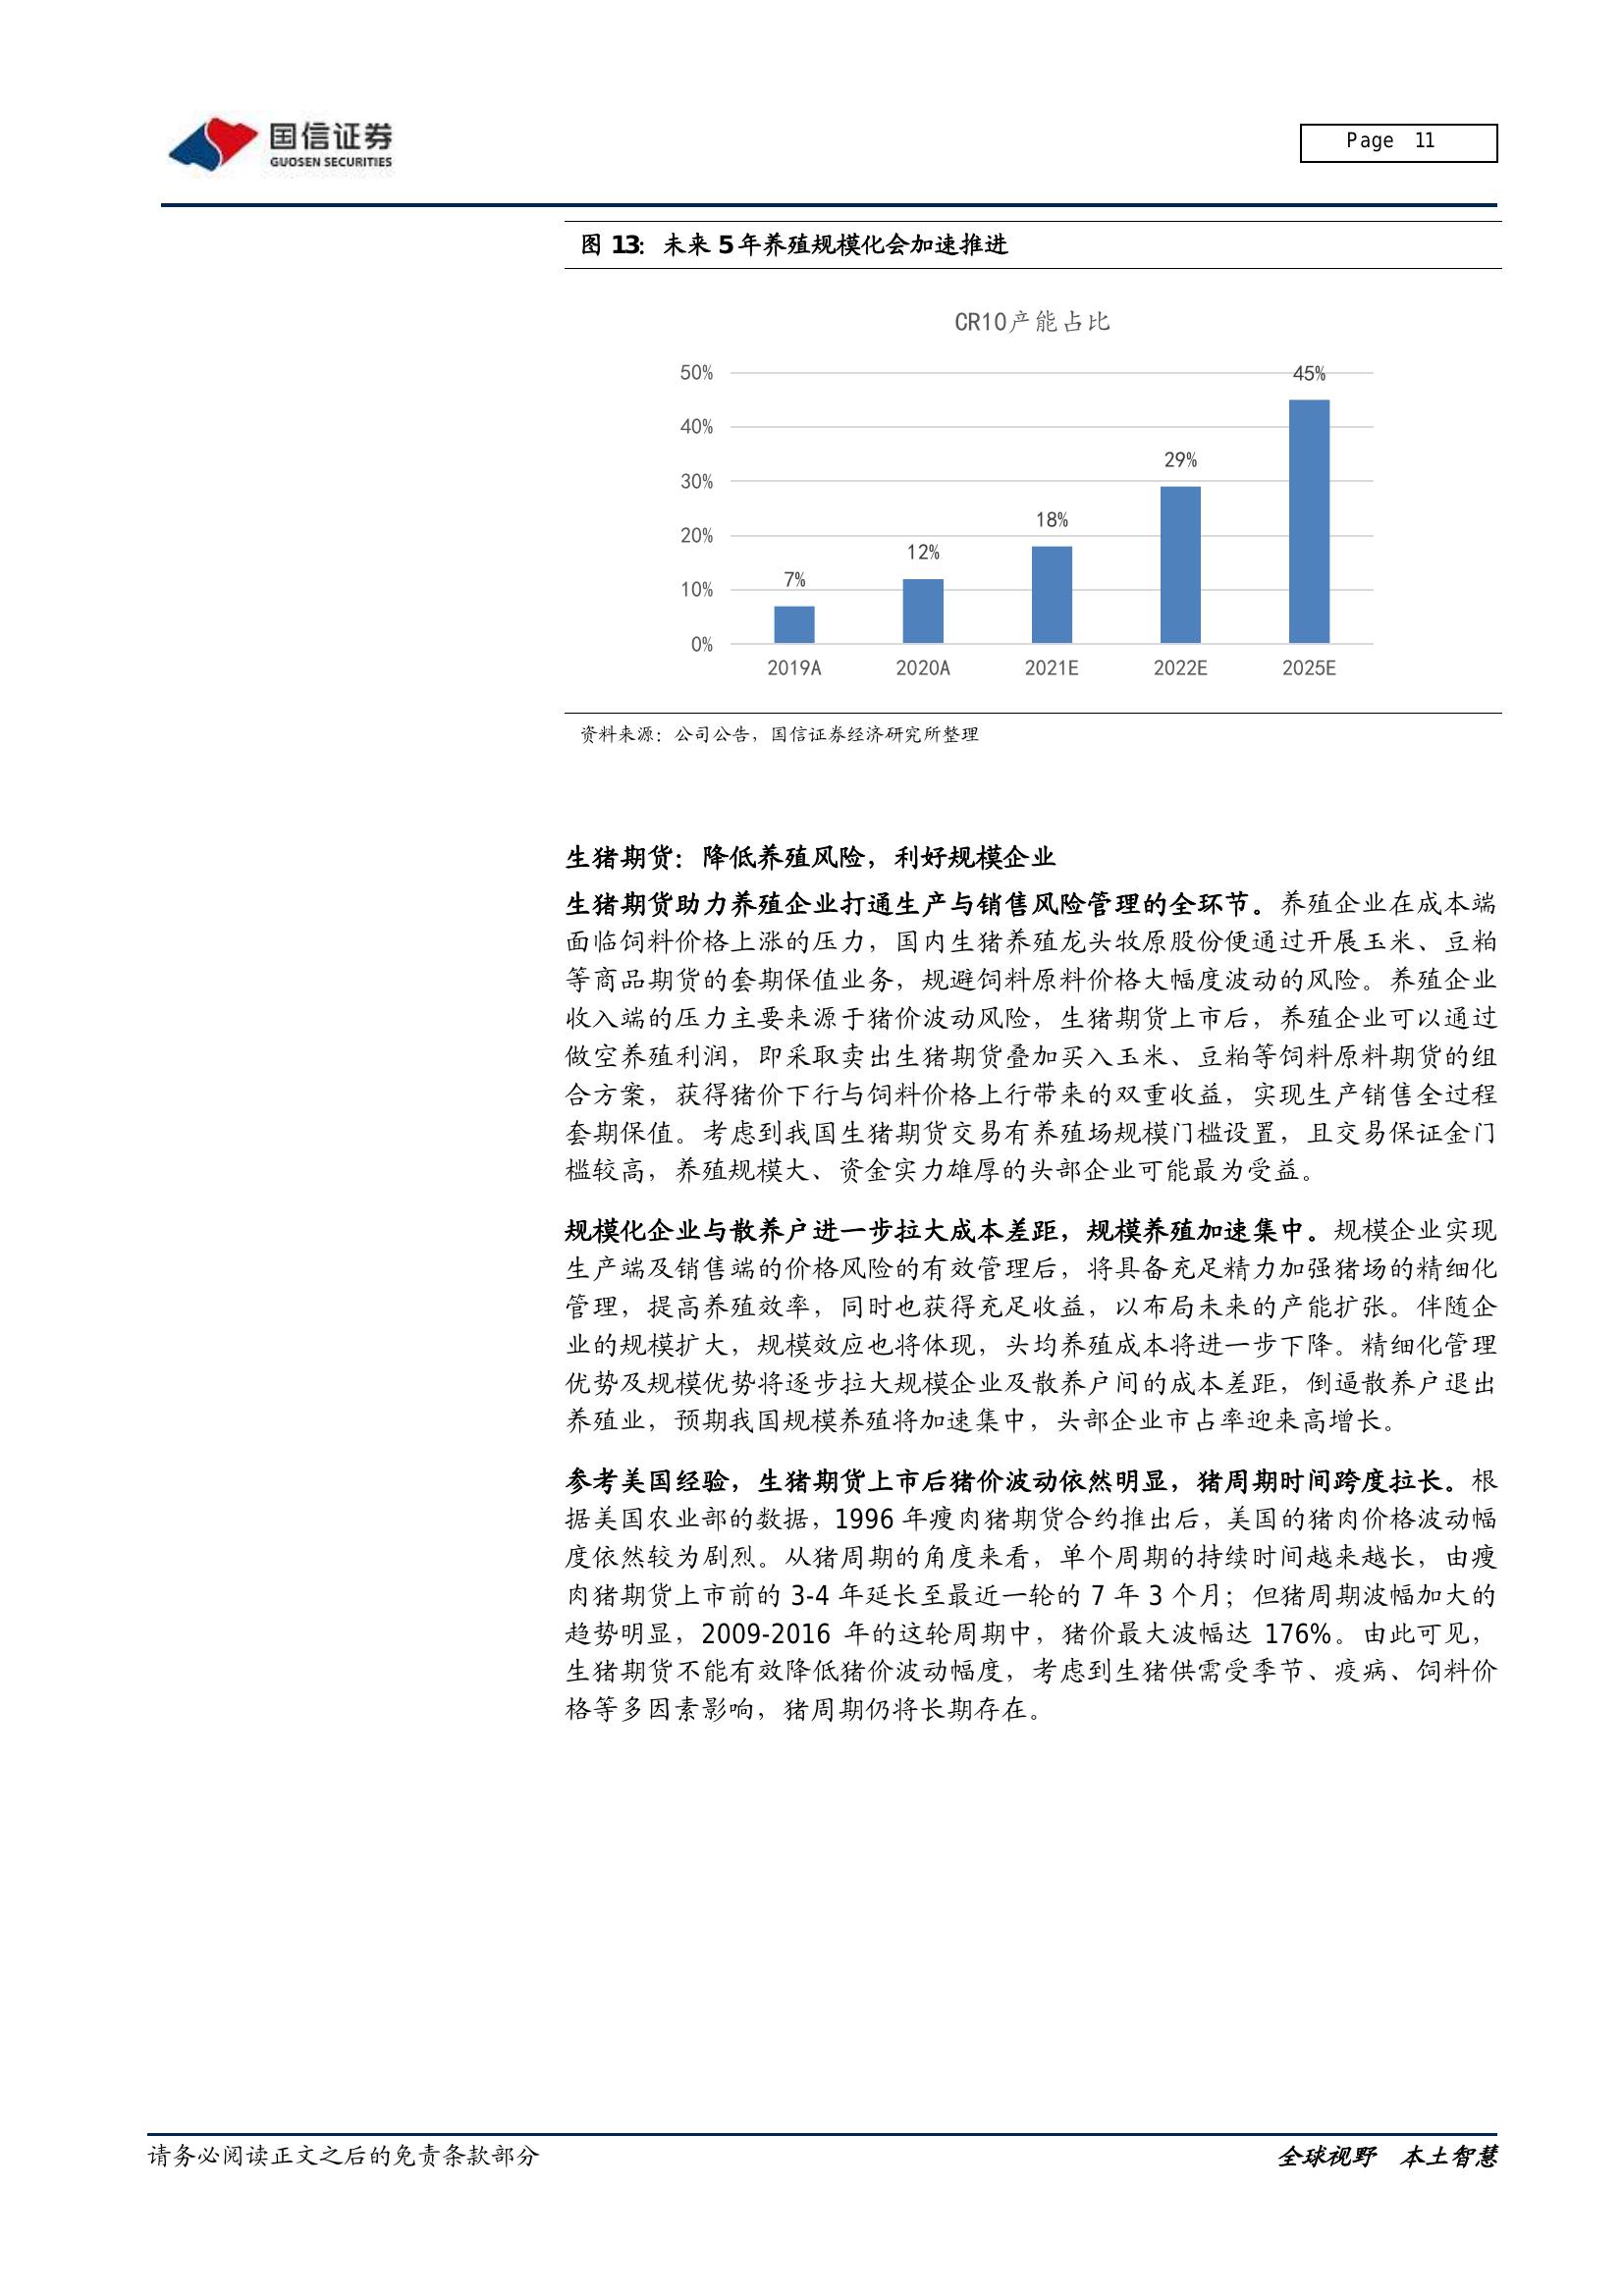 国信证券
GUOSEN SECURITIES
Page 11
图 13: 未来 5 年养殖规模化会加速推进
CR10产能占比
50%
40%
30%
20%
10%
0%
7%
12%
18%
29%
45%
2019A
2020A
2021E
2022E
2025E
资料来源：公司公告，国信证券经济研究所整理
生猪期货：降低养殖风险，利好规模企业
生猪期货助力养殖企业打通生产与销售风险管理的全环节。养殖企业在成本端
面临饲料价格上涨的压力，国内生猪养殖龙头牧原股份便通过开展玉米、豆粕
等商品期货的套期保值业务，规避饲料原料价格大幅度波动的风险。养殖企业
收入端的压力主要来源于猪价波动风险，生猪期货上市后，养殖企业可以通过
做空养殖利润，即采取卖出生猪期货叠加买入玉米、豆粕等饲料原料期货的组
合方案，获得猪价下行与饲料价格上行带来的双重收益，实现生产销售全过程
套期保值。考虑到我国生猪期货交易有养殖场规模门槛设置，且交易保证金门
槛较高，养殖规模大、资金实力雄厚的头部企业可能最为受益。
规模化企业与散养户进一步拉大成本差距，规模养殖加速集中。规模企业实现
生产端及销售端的价格风险的有效管理后，将具备充足精力加强猪场的精细化
管理，提高养殖效率，同时也获得充足收益，以布局未来的产能扩张。伴随企
业的规模扩大，规模效应也将体现，头均养殖成本将进一步下降。精细化管理
优势及规模优势将逐步拉大规模企业及散养户间的成本差距，倒逼散养户退出
养殖业，预期我国规模养殖将加速集中，头部企业市占率迎来高增长。
参考美国经验，生猪期货上市后猪价波动依然明显，猪周期时间跨度拉长。根
据美国农业部的数据，1996 年瘦肉猪期货合约推出后，美国的猪肉价格波动幅
度依然较为剧烈。从猪周期的角度来看，单个周期的持续时间越来越长，由瘦
肉猪期货上市前的 3-4 年延长至最近一轮的 7 年 3 个月；但猪周期波幅加大的
趋势明显，2009-2016 年的这轮周期中，猪价最大波幅达 176%。由此可见，
生猪期货不能有效降低猪价波动幅度，考虑到生猪供需受季节、疫病、饲料价
格等多因素影响，猪周期仍将长期存在。
请务必阅读正文之后的免责条款部分
全球视野 本土智慧